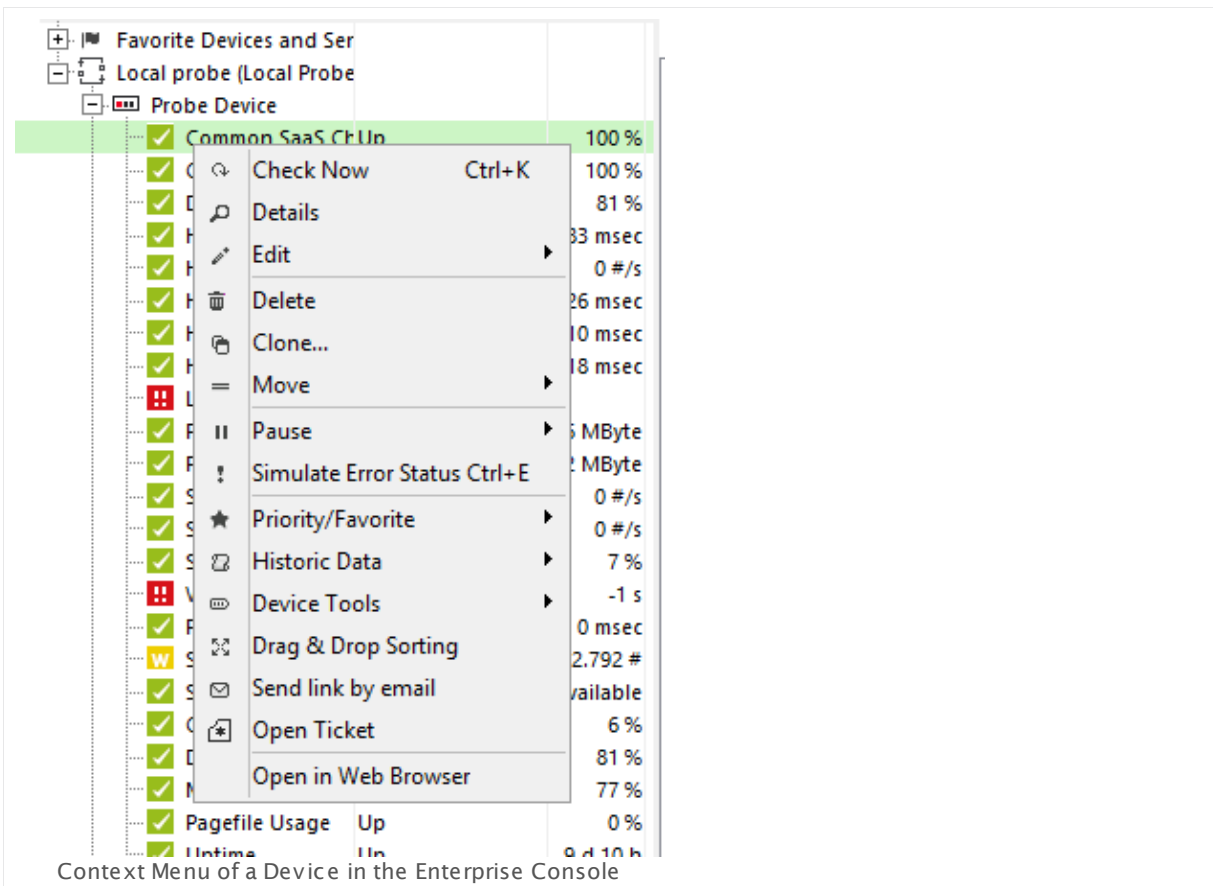 Favorite Devices and Ser
Local probe (Local Probe
Probe Device
Common SaaS Ch Up 100 %
Check Now Ctrl+K 100 %
Details 81 %
33 msec
Edit
0 #/s
Delete 26 msec
10 msec
Clone...
18 msec
Move
Pause MByte
MByte
Simulate Error Status Ctrl+E
0 #/s
Priority/Favorite
0 #/s
Historic Data 7 %
-1 s
Device Tools
0 msec
Drag & Drop Sorting
W 2.792 #
Send link by email vailable
Open Ticket 6 %
81 %
Open in Web Browser
77 %
Pagefile Usage Up 0 %
Uptime Up 9 d 10 h
Context Menu of a Device in the Enterprise Console